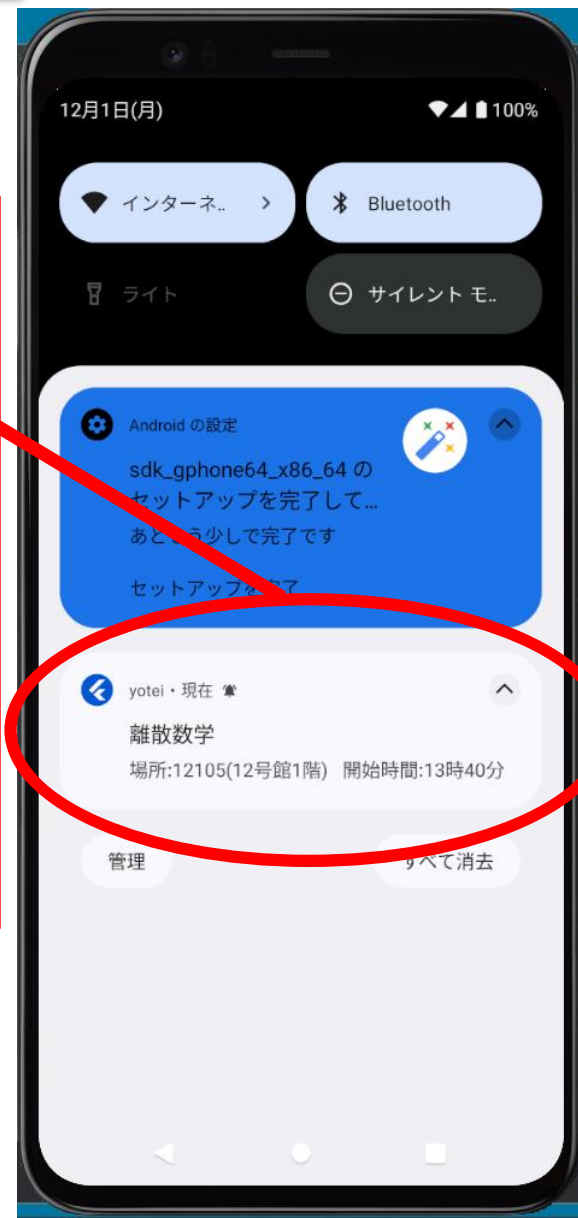 12月1日(月)
100%
インターネ..
Bluetooth
ライト
サイレント モ..
Android の設定
sdk_gphone64_x86_64 の
セットアップを完了して...
あともう少しで完了です
セットアップを完了
yotei・現在
離散数学
場所:12105(12号館1階) 開始時間:13時40分
管理
すべて消去